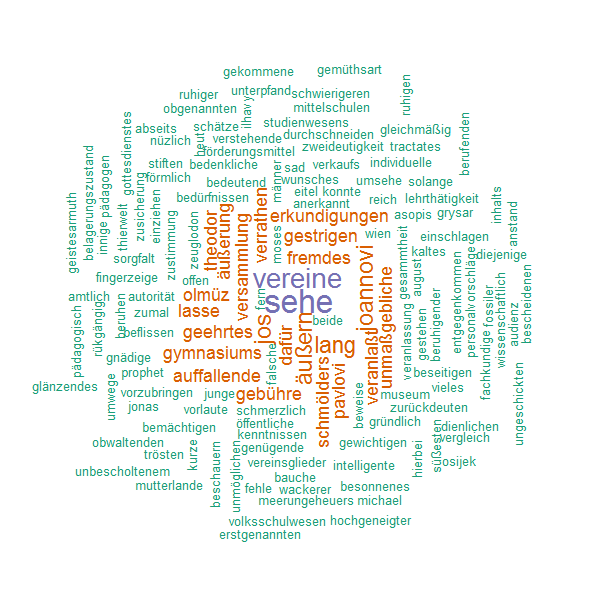 gekommene
gemüthsart
ruhiger
unterpfand
schwierigeren
ruhigen
obgenannten
ilhavy
mittelschulen
abseits
schätze
studienwesens
gottesdienstes
nüzlich
heut
verstehende
durchschneiden
gleichmäßig
berufenden
förderungsmittel
zweideutigkeit
tractates
belagerungszustand
innige
pädagogen
stiften
bedenkliche
sad
verkaufs
individuelle
förmlich
bedeutend
männer
wunsches
umsehe
solange
geistesarmuth
thierwelt
zusicherung
einziehen
bedürfnissen
eitel
konnte
anerkannt
reich
lehrthätigkeit
inhalts
anstand
zustimmung
zeuglodon
theodor
äußerung
versammlung
verrathen
erkundigungen
moses
gestrigen
wien
asopis
grysar
einschlagen
sorgfalt
fremdes
joannovi
gesammtheit
kaltes
diejenige
fingerzeige
offen
vereine
unmaßgebliche
august
entgegenkommen
personalvorschläge
amtlich
autorität
olmüz
fern
sehe
veranlassung
fossiler
wissenschaftlich
audienz
bescheidenen
rükgängig
beruhen
zumal
lasse
jos
beide
gestehen
beruhigender
pädagogisch
beflissen
geehrtes
dafür
äußern
lang
veranlaßt
fachkundige
gnädige
gymnasiums
falsche
prophet
auffallende
schmölders
pavlovi
beseitigen
glänzendes
umwege
vorzubringen
junge
gebühre
museum
vieles
ungeschickten
jonas
vorlaute
schmerzlich
beweise
zurückdeuten
bemächtigen
öffentliche
gründlich
dienlichen
obwaltenden
kurze
kenntnissen
gewichtigen
hierbei
süßesten
vergleich
trösten
beschauern
genügende
unbescholtenem
unmöglichen
vereinsglieder
intelligente
osijek
mutterlande
bauche
fehle
wackerer
besonnenes
meerungeheuers
michael
volksschulwesen
hochgeneigter
erstgenannten